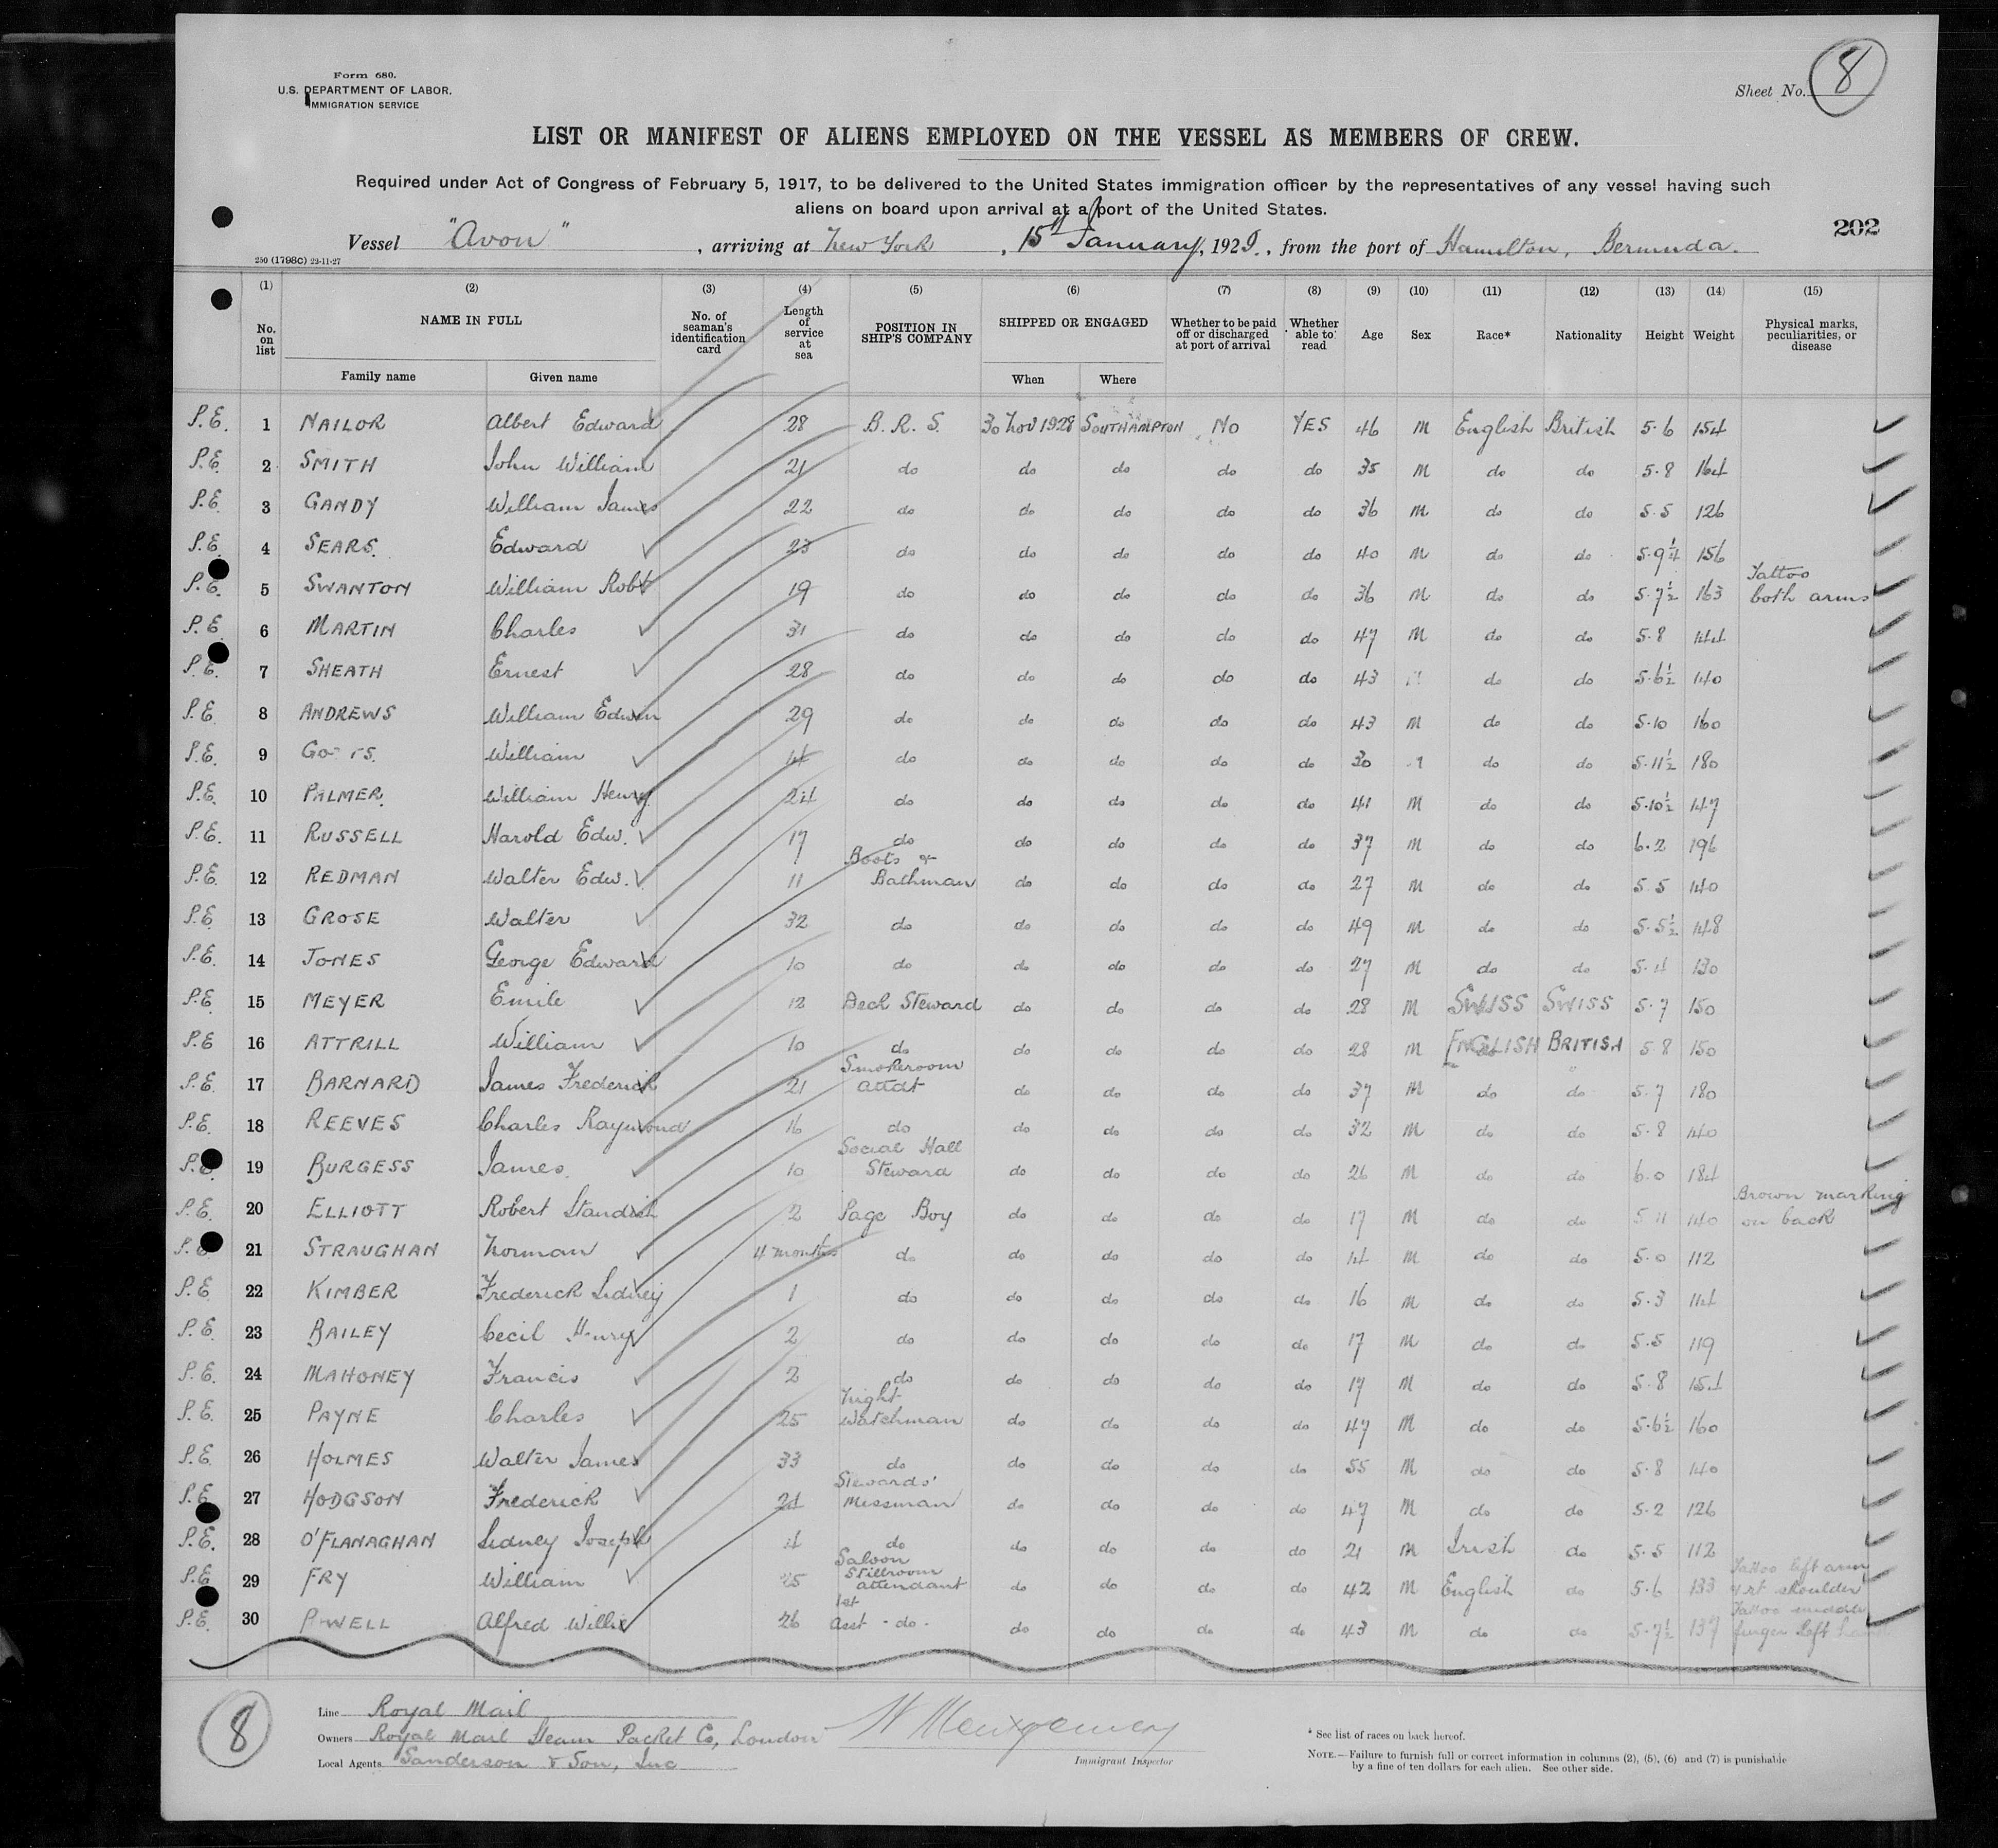 Form 680.
U.S. DEPARTMENT OF LABOR.
IMMIGRATION SERVICE
Sheet No. 8
LIST OR MANIFEST OF ALIENS EMPLOYED ON THE VESSEL AS MEMBERS OF CREW.
Required under Act of Congress of February 5, 1917, to be delivered to the United States immigration officer by the representatives of any vessel having such
aliens on board upon arrival at a port of the United States.
202
Vessel "Avon", arriving at New York, 15th January, 1929., from the port of Hamilton, Bermuda.
250 (1798C) 22-11-27
(1) (2) (3) (4) (5) (6) (7) (8) (9) (10) (11) (12) (13) (14) (15)
No. on list NAME IN FULL No. of seaman's identification card Length of service at sea POSITION IN SHIP'S COMPANY SHIPPED OR ENGAGED Whether to be paid off or discharged at port of arrival Whether able to read Age Sex Race* Nationality Height Weight Physical marks, peculiarities, or disease
Family name Given name When Where
P.E. 1 NAILOR Albert Edward 28 B.R.S. 30 Nov 1928 SOUTHAMPTON No YES 46 M English British 5.6 154
P.E. 2 SMITH John William 21 do do do do do 35 M do do 5.8 164
P.E. 3 GANDY William James 22 do do do do do 36 M do do 5.5 126
P.E. 4 SEARS. Edward 23 do do do do do 40 M do do 5.9¼ 156
P.E. 5 SWANTON William Robt 19 do do do do do 36 M do do 5.7½ 163 Tattoo both arms
P.E. 6 MARTIN Charles 31 do do do do do 47 M do do 5.8 144
P.E. 7 SHEATH Ernest 28 do do do do do 43 do do 5.6½ 140
P.E. 8 ANDREWS William Edwin 29 do do do do do 43 M do do 5.10 160
P.E. 9 William 14 do do do do do 30 do do 5.11½ 180
P.E. 10 PALMER. William Henry 24 do do do do do 41 M do do 5.10½ 147
P.E. 11 RUSSELL Harold Edw. 17 do do do do do 37 M do do 6.2 196
P.E. 12 REDMAN Walter Edw. 11 Boots & Bathman do do do do 27 M do do 5.5 140
P.E. 13 GROSE Walter 32 do do do do do 49 M do do 5.5½ 148
P.E. 14 JONES George Edward 10 do do do do do 27 M do do 5.4 130
P.E. 15 MEYER Emile 12 Deck Steward do do do do 28 M SWISS SWISS 5.7 150
P.E. 16 ATTRILL William 10 do do do do do 28 M ENGLISH BRITISH 5.8 150
P.E. 17 BARNARD James Frederick 21 Smokeroom attdt do do do do 37 M do do 5.7 180
P.E. 18 REEVES Charles Raymond 16 do do do do do 32 M do do 5.8 140
P.E. 19 BURGESS James. 10 Social Hall Steward do do do do 26 M do do 6.0 184
P.E. 20 ELLIOTT Robert Standish 2 Page Boy do do do do 17 M do do 5.11 140 Brown marking on back
P.E. 21 STRAUGHAN Norman 4 months do do do do do 14 M do do 5.0 112
P.E. 22 KIMBER Frederick Sidney 1 do do do do do 16 M do do 5.3 114
P.E. 23 BAILEY Cecil Henry 2 do do do do do 17 M do do 5.5 119
P.E. 24 MAHONEY Francis 2 do do do do do 17 M do do 5.8 154
P.E. 25 PAYNE Charles 25 Night Watchman do do do do 47 M do do 5.6½ 160
P.E. 26 HOLMES Walter James 33 do do do do do 55 M do do 5.8 140
P.E. 27 HODGSON Frederick 24 Stewards' Messman do do do do 47 M do do 5.2 126
P.E. 28 O'FLANAGHAN Sidney Joseph 4 do do do do do 21 M Irish do 5.5 112
P.E. 29 FRY William 25 Saloon Stillroom attendant do do do do 42 M English do 5.6 133 Tattoo left arm & rt shoulder
P.E. 30 POWELL Alfred Willie 26 1st Asst - do - do do do do 43 M do do 5.7½ 137 Tattoo middle finger left hand
8
Line Royal Mail
Owners Royal Mail Steam Packet Co, London
Local Agents Sanderson & Son, Inc
W Montgomery
Immigrant Inspector
* See list of races on back hereof.
NOTE.—Failure to furnish full or correct information in columns (2), (5), (6) and (7) is punishable
by a fine of ten dollars for each alien. See other side.